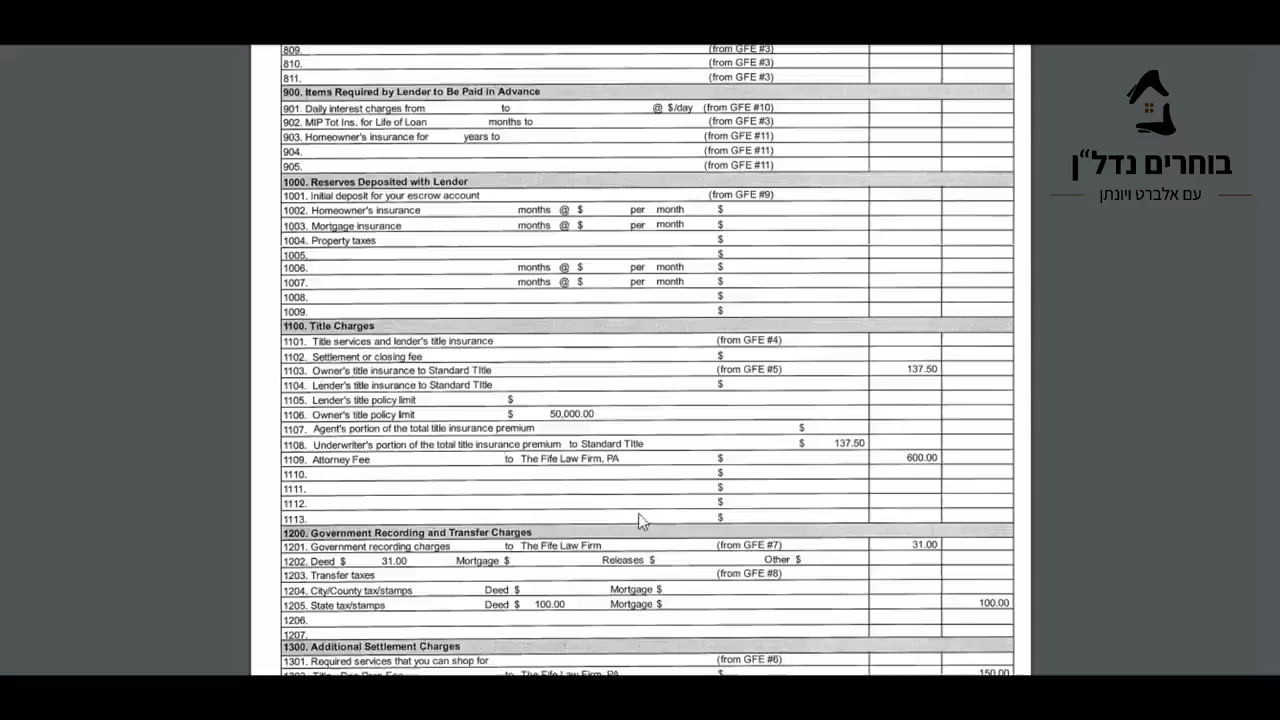 809. (from GFE #3)
810. (from GFE #3)
811. (from GFE #3)
900. Items Required by Lender to Be Paid in Advance
901. Daily interest charges from to @ $/day (from GFE #10)
902. MIP Tot Ins. for Life of Loan months to (from GFE #3)
903. Homeowner's insurance for years to (from GFE #11)
904. (from GFE #11)
905. (from GFE #11)
1000. Reserves Deposited with Lender
1001. Initial deposit for your escrow account (from GFE #9)
1002. Homeowner's insurance months @ $ per month $
1003. Mortgage insurance months @ $ per month $
1004. Property taxes $
1005. $
1006. months @ $ per month $
1007. months @ $ per month $
1008. $
1009. $
1100. Title Charges
1101. Title services and lender's title insurance (from GFE #4)
1102. Settlement or closing fee $
1103. Owner's title insurance to Standard Title (from GFE #5) 137.50
1104. Lender's title insurance to Standard Title $
1105. Lender's title policy limit $
1106. Owner's title policy limit $ 50,000.00
1107. Agent's portion of the total title insurance premium $
1108. Underwriter's portion of the total title insurance premium to Standard Title $ 137.50
1109. Attorney Fee to The Fife Law Firm, PA $ 600.00
1110. $
1111. $
1112. $
1113. $
1200. Government Recording and Transfer Charges
1201. Government recording charges to The Fife Law Firm (from GFE #7) 31.00
1202. Deed $ 31.00 Mortgage $ Releases $ Other $
1203. Transfer taxes (from GFE #8)
1204. City/County tax/stamps Deed $ Mortgage $
1205. State tax/stamps Deed $ 100.00 Mortgage $ 100.00
1206.
1207.
1300. Additional Settlement Charges
1301. Required services that you can shop for (from GFE #6)
to The Fife Law Firm, PA $ 150.00
בוחרים נדל"ן
עם אלברט ויונתן